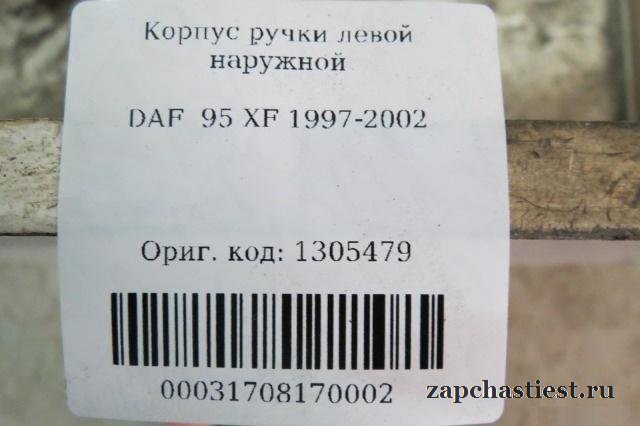 Корпус ручки левой
наружной
DAF 95 XF 1997-2002
Ориг. код: 1305479
00031708170002
zapchastiest.ru